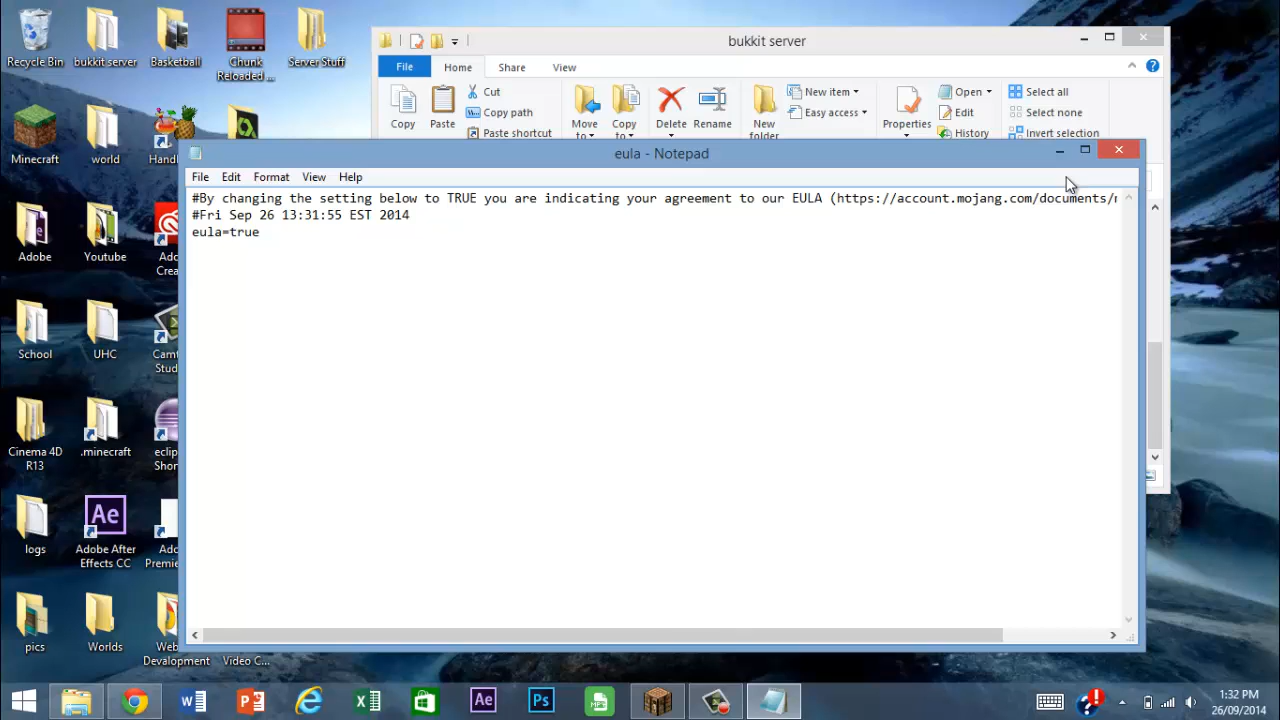 Recycle Bin
bukkit server
Basketball
Chunk
Reloaded ...
Server Stuff
Minecraft
world
Adobe
Youtube
School
UHC
Cinema 4D
R13
.minecraft
logs
Adobe After
Effects CC
pics
Worlds
Devalopment
Video C...
bukkit server
File
Home
Share
View
Copy
Paste
Cut
Copy path
Paste shortcut
Move
to
Copy
to
Delete
Rename
New
folder
New item
Easy access
Properties
Open
Edit
History
Select all
Select none
Invert selection
eula - Notepad
File
Edit
Format
View
Help
#By changing the setting below to TRUE you are indicating your agreement to our EULA (https://account.mojang.com/documents/
#Fri Sep 26 13:31:55 EST 2014
eula=true
Ae
Ps
1:32 PM
26/09/2014